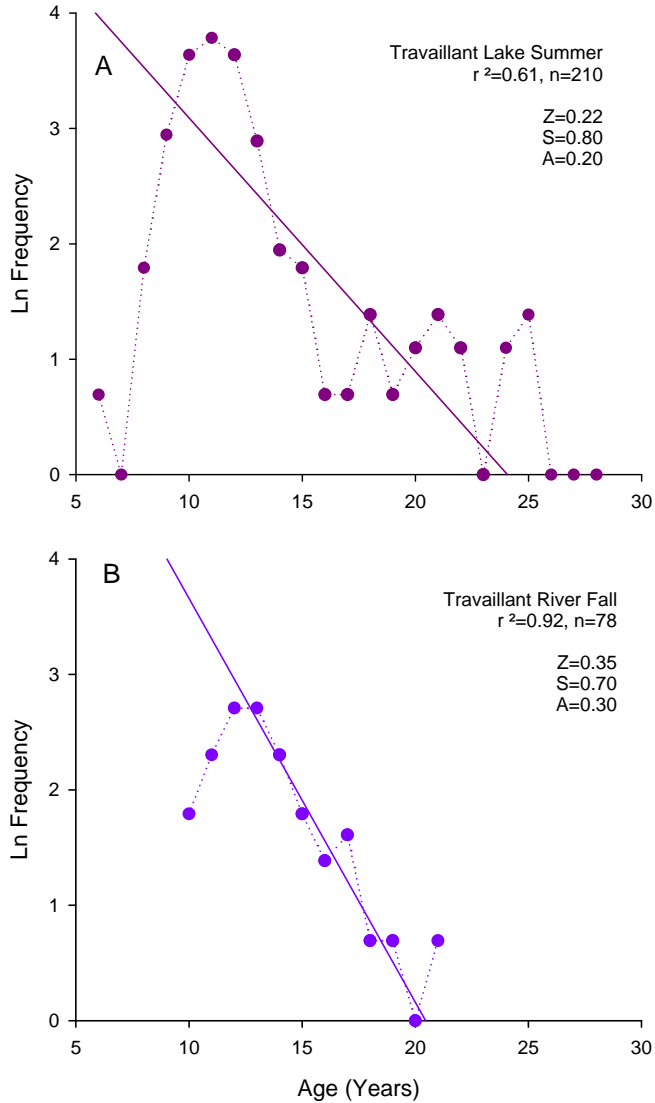 A
Travaillant Lake Summer
r ²=0.61, n=210
Z=0.22
S=0.80
A=0.20
Ln Frequency
4
3
2
1
0
5 10 15 20 25 30
B
Travaillant River Fall
r ²=0.92, n=78
Z=0.35
S=0.70
A=0.30
Ln Frequency
4
3
2
1
0
5 10 15 20 25 30
Age (Years)